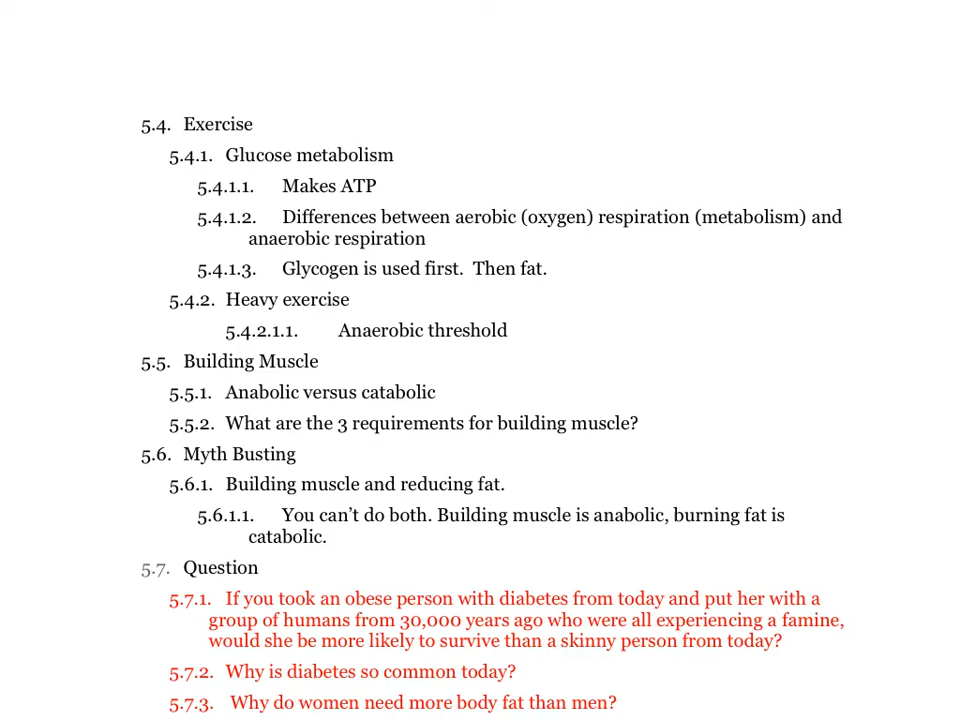 5.4. Exercise
5.4.1. Glucose metabolism
5.4.1.1. Makes ATP
5.4.1.2. Differences between aerobic (oxygen) respiration (metabolism) and
anaerobic respiration
5.4.1.3. Glycogen is used first. Then fat.
5.4.2. Heavy exercise
5.4.2.1.1. Anaerobic threshold
5.5. Building Muscle
5.5.1. Anabolic versus catabolic
5.5.2. What are the 3 requirements for building muscle?
5.6. Myth Busting
5.6.1. Building muscle and reducing fat.
5.6.1.1. You can’t do both. Building muscle is anabolic, burning fat is
catabolic.
5.7. Question
5.7.1. If you took an obese person with diabetes from today and put her with a
group of humans from 30,000 years ago who were all experiencing a famine,
would she be more likely to survive than a skinny person from today?
5.7.2. Why is diabetes so common today?
5.7.3. Why do women need more body fat than men?